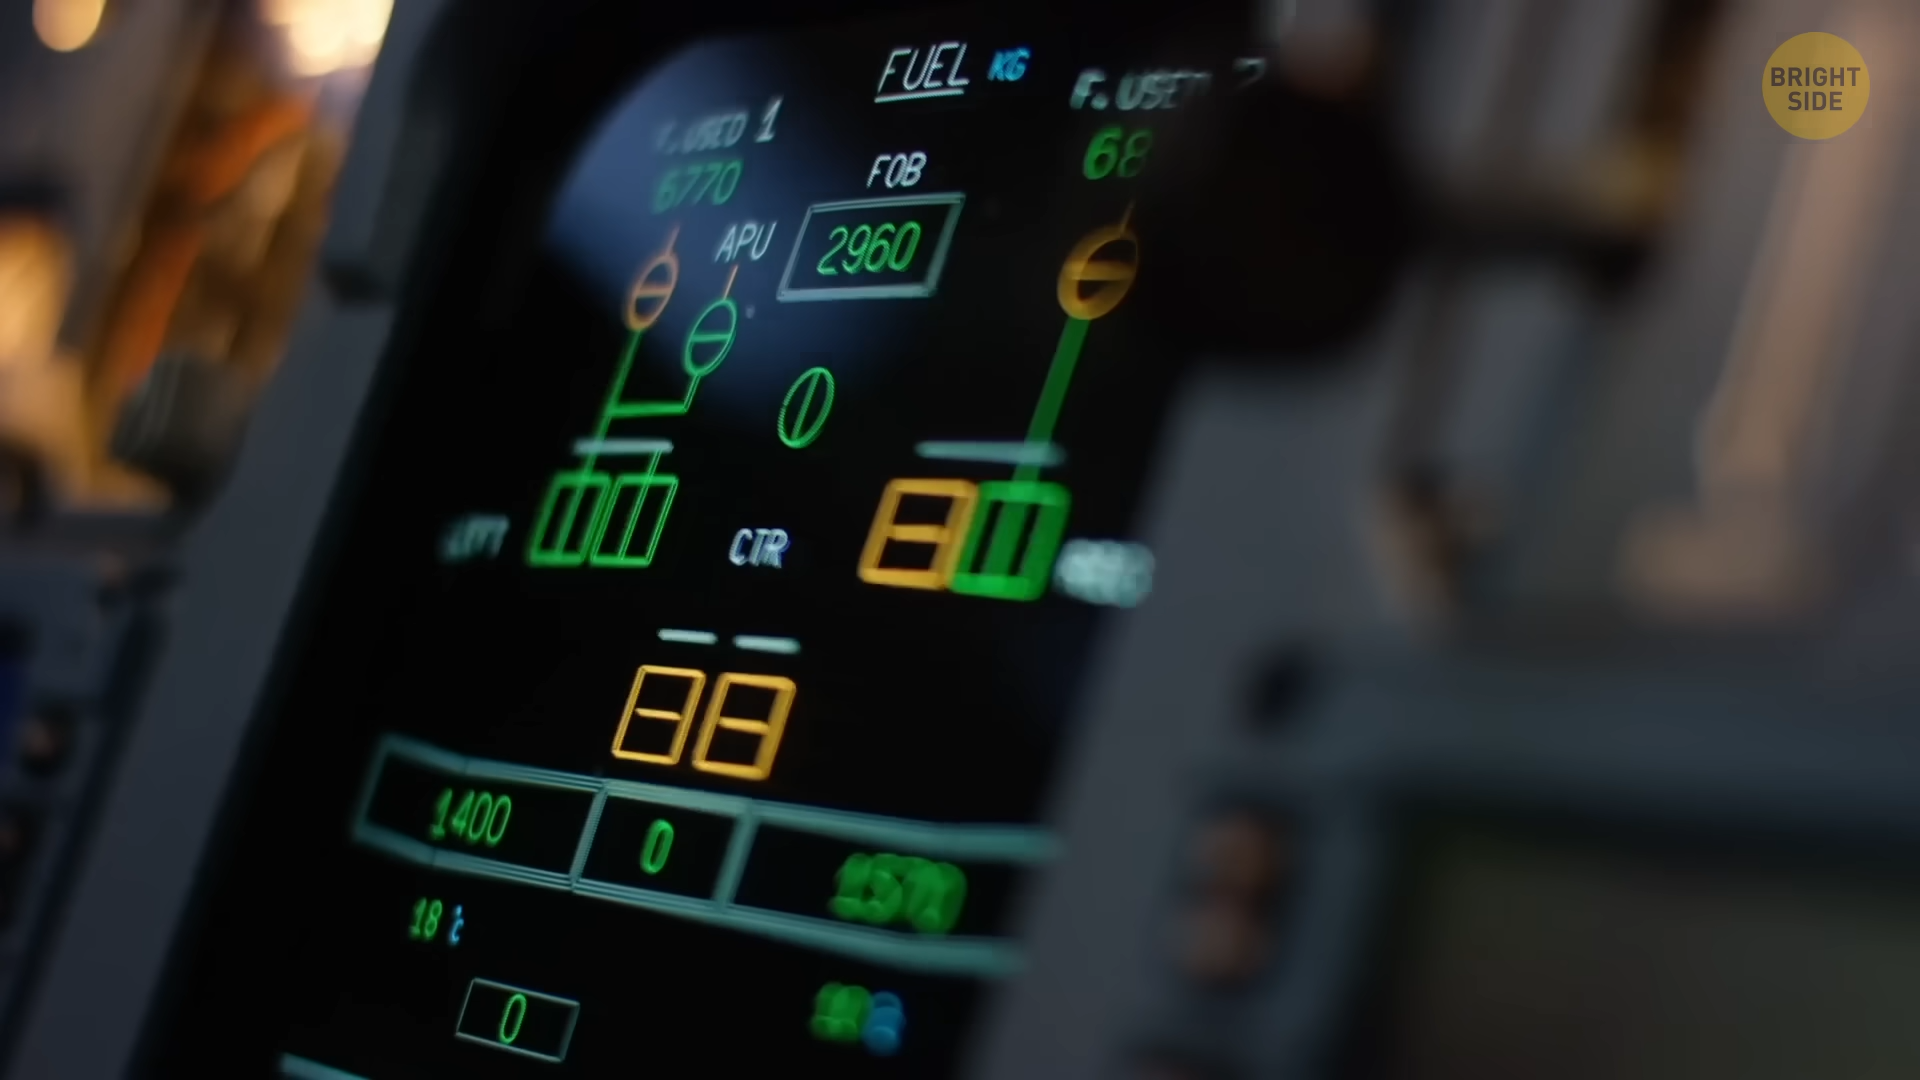 FUEL KG
F.USED 1
F.USED 2
6770
68
FOB
2960
APU
LEFT
CTR
1400
0
18 °C
0
BRIGHT
SIDE